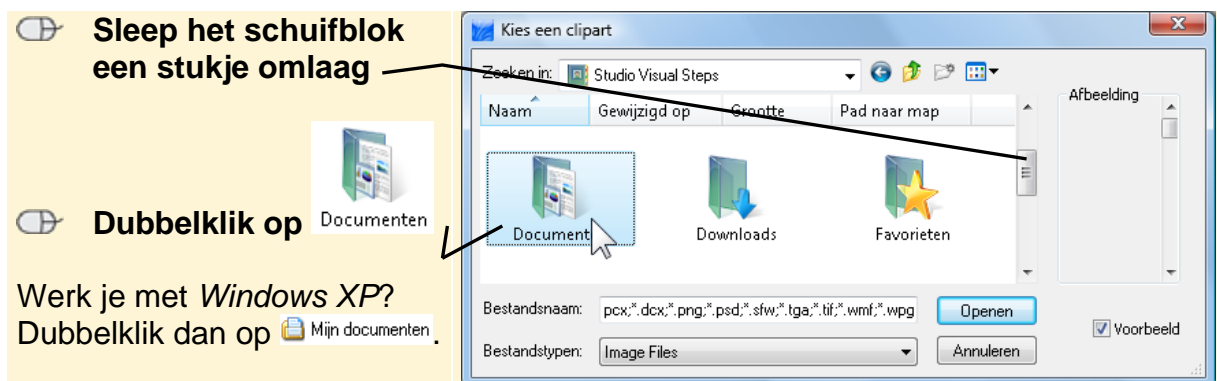 Sleep het schuifblok
een stukje omlaag
Documenten
Dubbelklik op
Werk je met Windows XP?
Dubbelklik dan op Mijn documenten.
Kies een clipart
Zoeken in: Studio Visual Steps
Naam Gewijzigd op Grootte Pad naar map
Document Downloads Favorieten
Bestandsnaam: pcx;*.dcx;*.png;*.psd;*.sfw;*.tga;*.tif;*.wmf;*.wpg Openen
Bestandstypen: Image Files Annuleren
Afbeelding
Voorbeeld